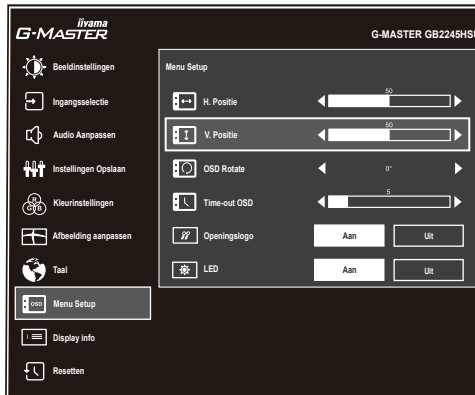 iiyama
G-MASTER
G-MASTER GB2245HSU
Beeldinstellingen
Ingangsselectie
Audio Aanpassen
Instellingen Opslaan
R G B
Kleurinstellingen
Afbeelding aanpassen
Taal
OSD
Menu Setup
Display info
Resetten
Menu Setup
H. Positie
50
V. Positie
50
OSD Rotate
0°
Time-out OSD
5
Openingslogo
Aan
Uit
LED
Aan
Uit